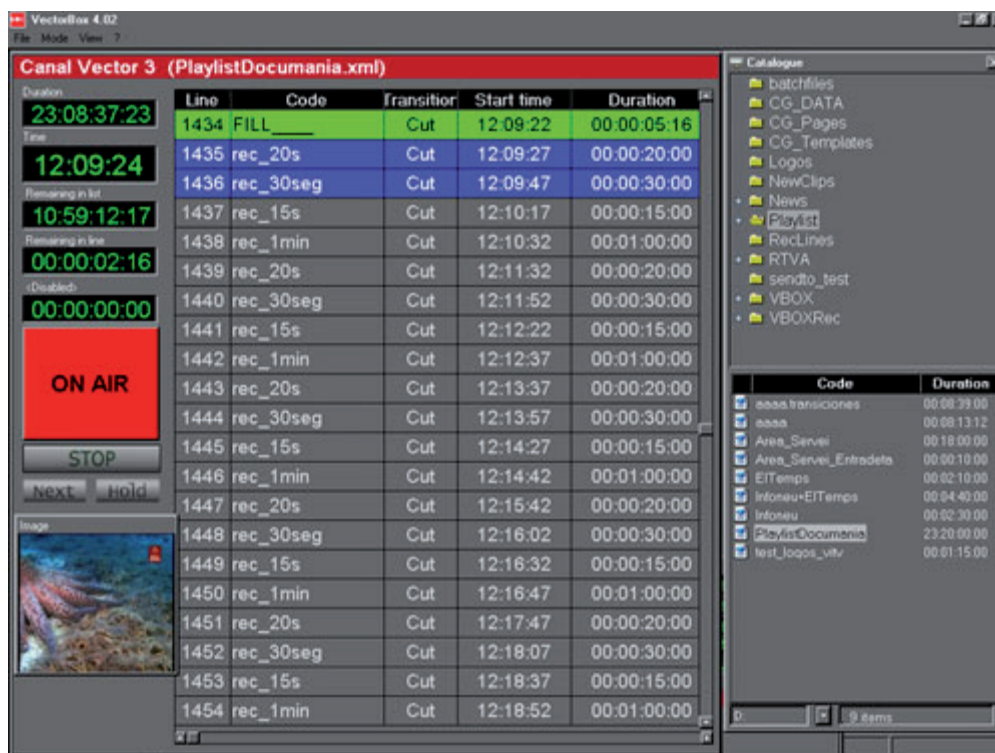 VectorBox 4.02
File Mode View ?
Canal Vector 3 (PlaylistDocumania.xml)
Duration
23:08:37:23
Time
12:09:24
Remaining in list
10:59:12:17
Remaining in line
00:00:02:16
<Disabled>
00:00:00:00
ON AIR
STOP
Next Hold
Image
Line Code Transition Start time Duration
1434 FILL____ Cut 12:09:22 00:00:05:16
1435 rec_20s Cut 12:09:27 00:00:20:00
1436 rec_30seg Cut 12:09:47 00:00:30:00
1437 rec_15s Cut 12:10:17 00:00:15:00
1438 rec_1min Cut 12:10:32 00:01:00:00
1439 rec_20s Cut 12:11:32 00:00:20:00
1440 rec_30seg Cut 12:11:52 00:00:30:00
1441 rec_15s Cut 12:12:22 00:00:15:00
1442 rec_1min Cut 12:12:37 00:01:00:00
1443 rec_20s Cut 12:13:37 00:00:20:00
1444 rec_30seg Cut 12:13:57 00:00:30:00
1445 rec_15s Cut 12:14:27 00:00:15:00
1446 rec_1min Cut 12:14:42 00:01:00:00
1447 rec_20s Cut 12:15:42 00:00:20:00
1448 rec_30seg Cut 12:16:02 00:00:30:00
1449 rec_15s Cut 12:16:32 00:00:15:00
1450 rec_1min Cut 12:16:47 00:01:00:00
1451 rec_20s Cut 12:17:47 00:00:20:00
1452 rec_30seg Cut 12:18:07 00:00:30:00
1453 rec_15s Cut 12:18:37 00:00:15:00
1454 rec_1min Cut 12:18:52 00:01:00:00
Catalogue
batchfiles
CG_DATA
CG_Pages
CG_Templates
Logos
NewClips
News
Playlist
RecLines
RTVA
sendto_test
VBOX
VBOXRec
Code Duration
aaaa.transiciones 00:08:39:00
aaaa 00:08:13:12
Area_Servei 00:18:00:00
Area_Servei_Entradeta 00:00:10:00
ElTemps 00:02:10:00
Infoneu+ElTemps 00:04:40:00
Infoneu 00:02:30:00
PlaylistDocumania 23:20:00:00
test_logos_vitv 00:01:15:00
D: 9 items